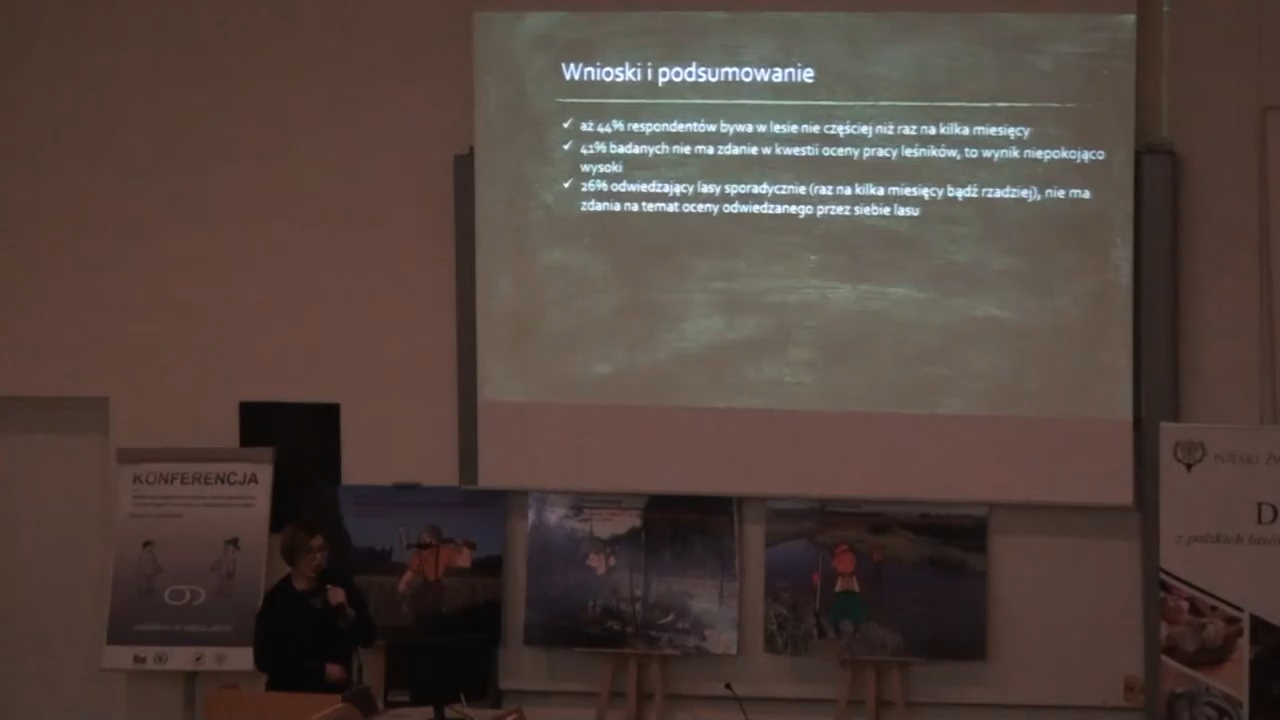 Wnioski i podsumowanie
✓ aż 44% respondentów bywa w lesie nie częściej niż raz na kilka miesięcy
✓ 41% badanych nie ma zdanie w kwestii oceny pracy leśników, to wynik niepokojąco
wysoki
✓ 26% odwiedzający lasy sporadycznie (raz na kilka miesięcy bądź rzadziej), nie ma
zdania na temat oceny odwiedzanego przez siebie lasu
KONFERENCJA
POLSKI
D
z polskich